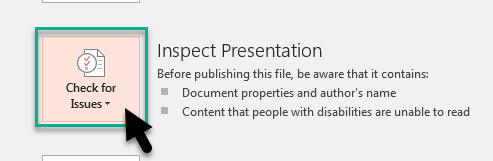 Inspect Presentation
Check for
Issues
Before publishing this file, be aware that it contains:
Document properties and author's name
Content that people with disabilities are unable to read